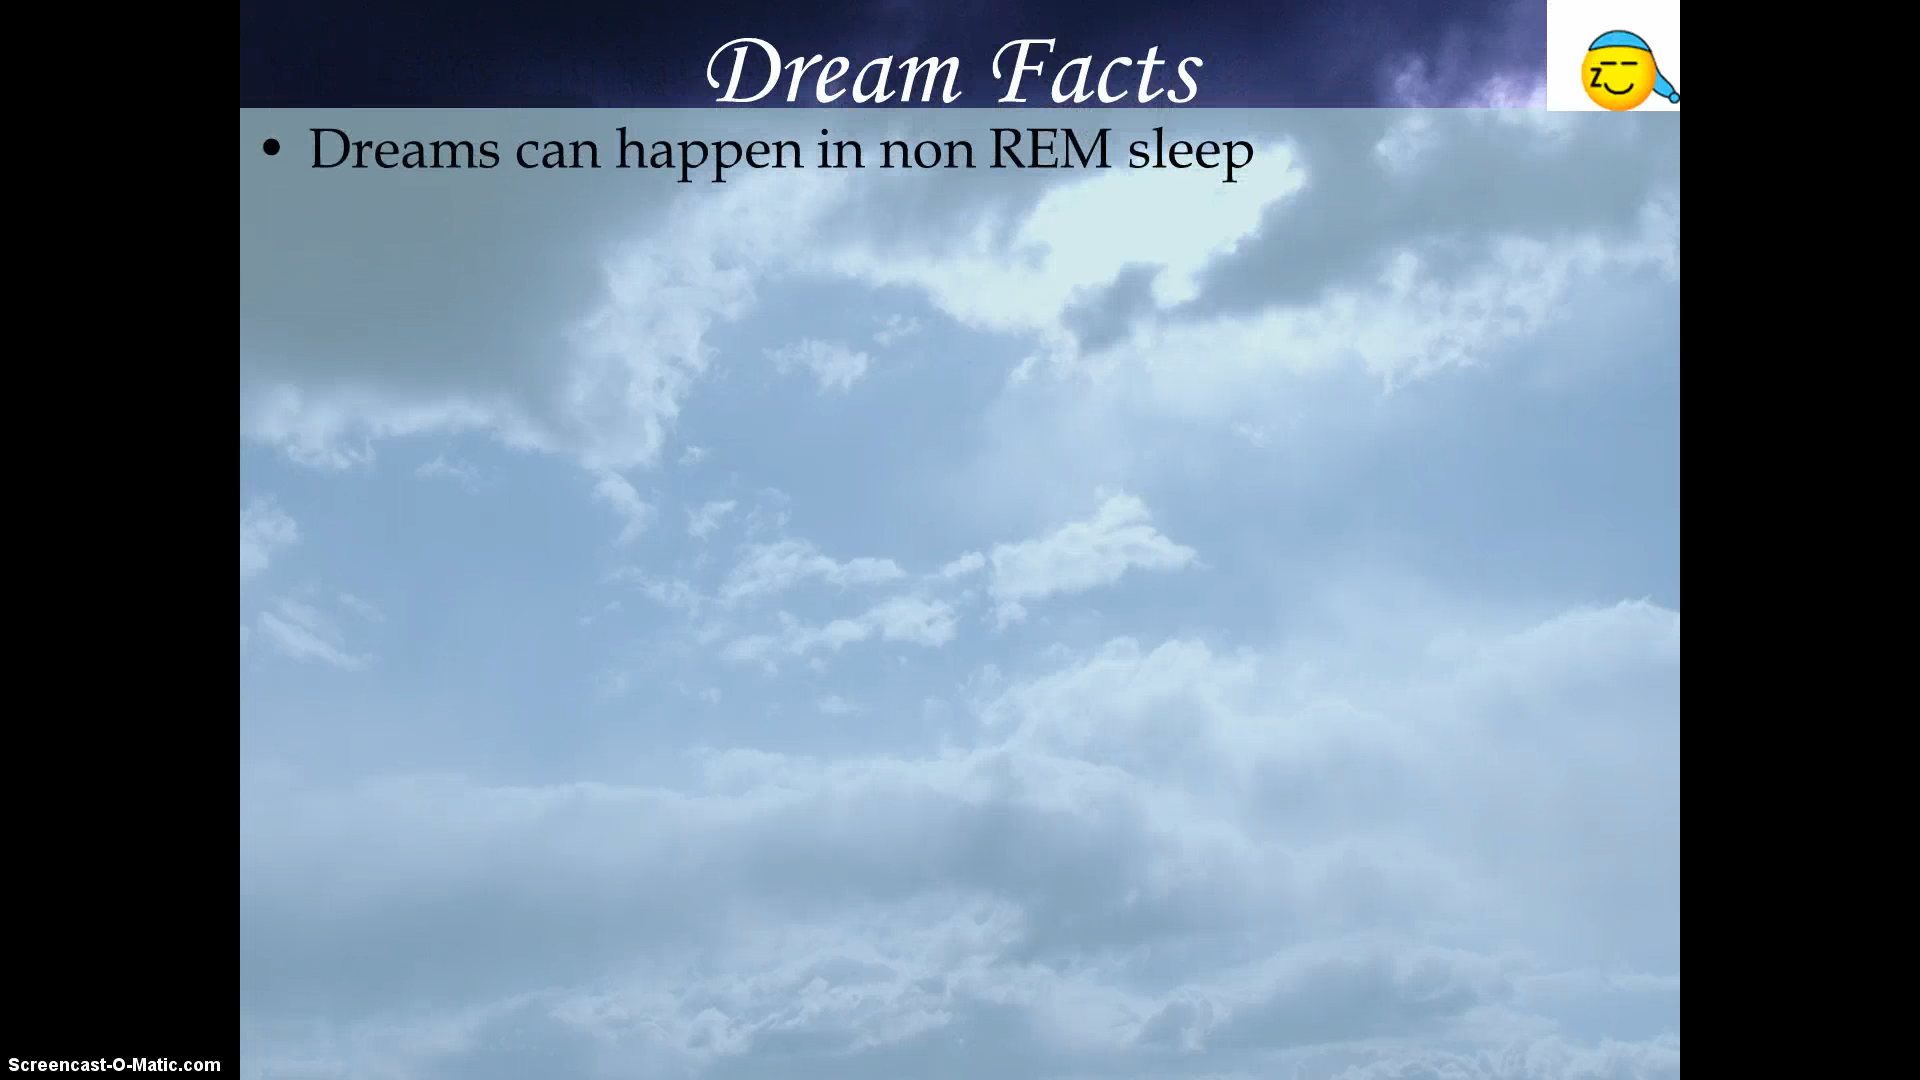 Dream Facts
• Dreams can happen in non REM sleep
z
Screencast-O-Matic.com